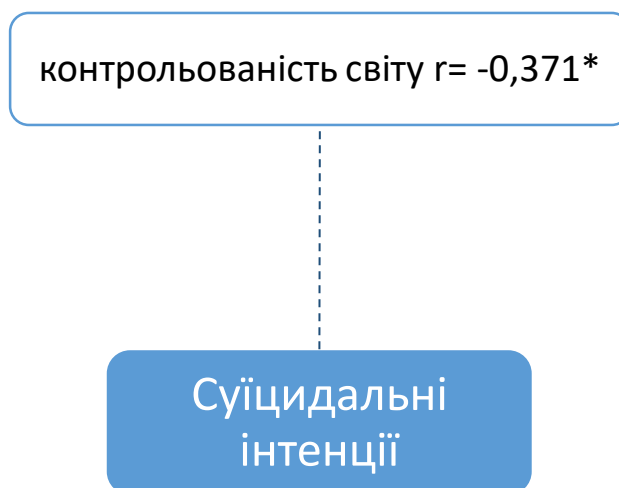 контрольованість світу r= -0,371*
Суїцидальні
інтенції